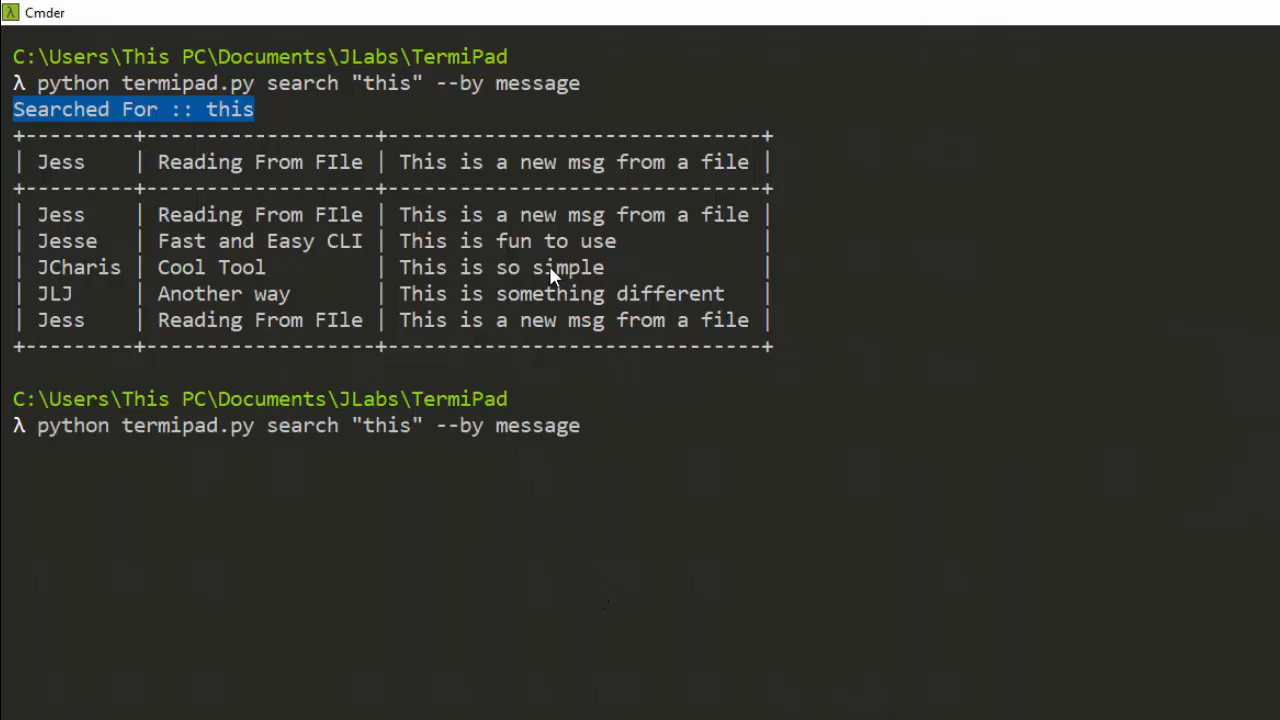 λ Cmder
C:\Users\This PC\Documents\JLabs\TermiPad
λ python termipad.py search "this" --by message
Searched For :: this
+---------+-------------------+-------------------------------+
| Jess    | Reading From FIle | This is a new msg from a file |
+---------+-------------------+-------------------------------+
| Jess    | Reading From FIle | This is a new msg from a file |
| Jesse   | Fast and Easy CLI | This is fun to use            |
| JCharis | Cool Tool         | This is so simple             |
| JLJ     | Another way       | This is something different   |
| Jess    | Reading From FIle | This is a new msg from a file |
+---------+-------------------+-------------------------------+
C:\Users\This PC\Documents\JLabs\TermiPad
λ python termipad.py search "this" --by message